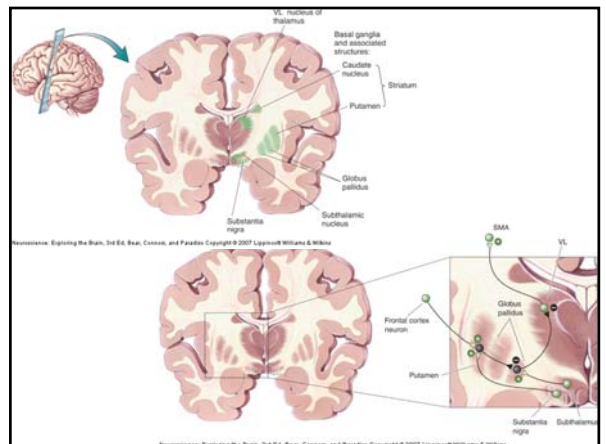 VL nucleus of
thalamus
Basal ganglia
and associated
structures:
Caudate
nucleus
Striatum
Putamen
Globus
pallidus
Subthalamic
nucleus
Substantia
nigra
Neuroscience: Exploring the Brain, 3rd Ed, Bear, Connors, and Paradiso Copyright © 2007 Lippincott Williams & Wilkins
SMA
VL
Globus
pallidus
Frontal cortex
neuron
Putamen
Substantia
nigra
Subthalamus